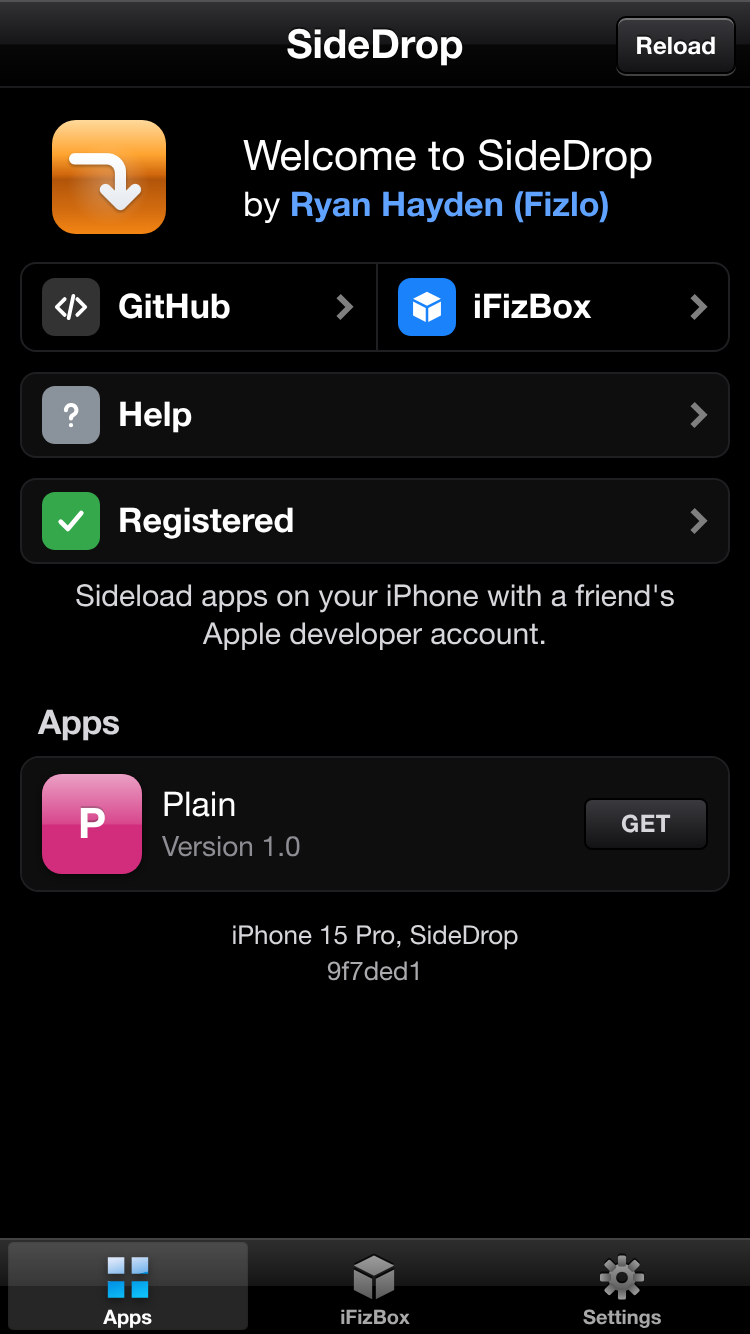 SideDrop
Reload
Welcome to SideDrop
by Ryan Hayden (Fizlo)
GitHub
iFizBox
?
Help
Registered
Sideload apps on your iPhone with a friend's
Apple developer account.
Apps
P
Plain
Version 1.0
GET
iPhone 15 Pro, SideDrop
9f7ded1
Apps
iFizBox
Settings